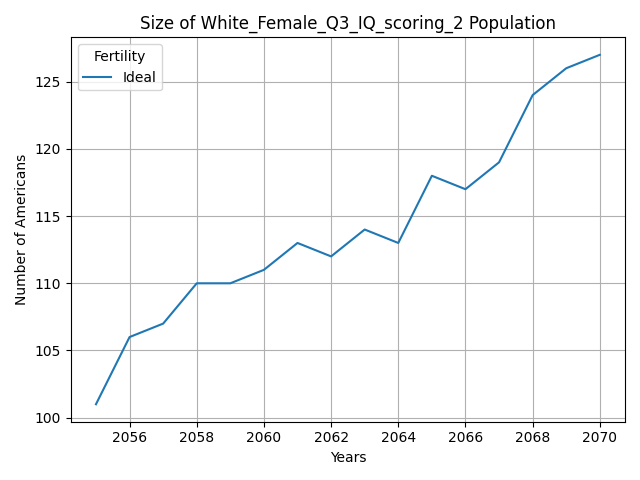 Size of White_Female_Q3_IQ_scoring_2 Population
Fertility
Ideal
Number of Americans
125
120
115
110
105
100
2056 2058 2060 2062 2064 2066 2068 2070
Years